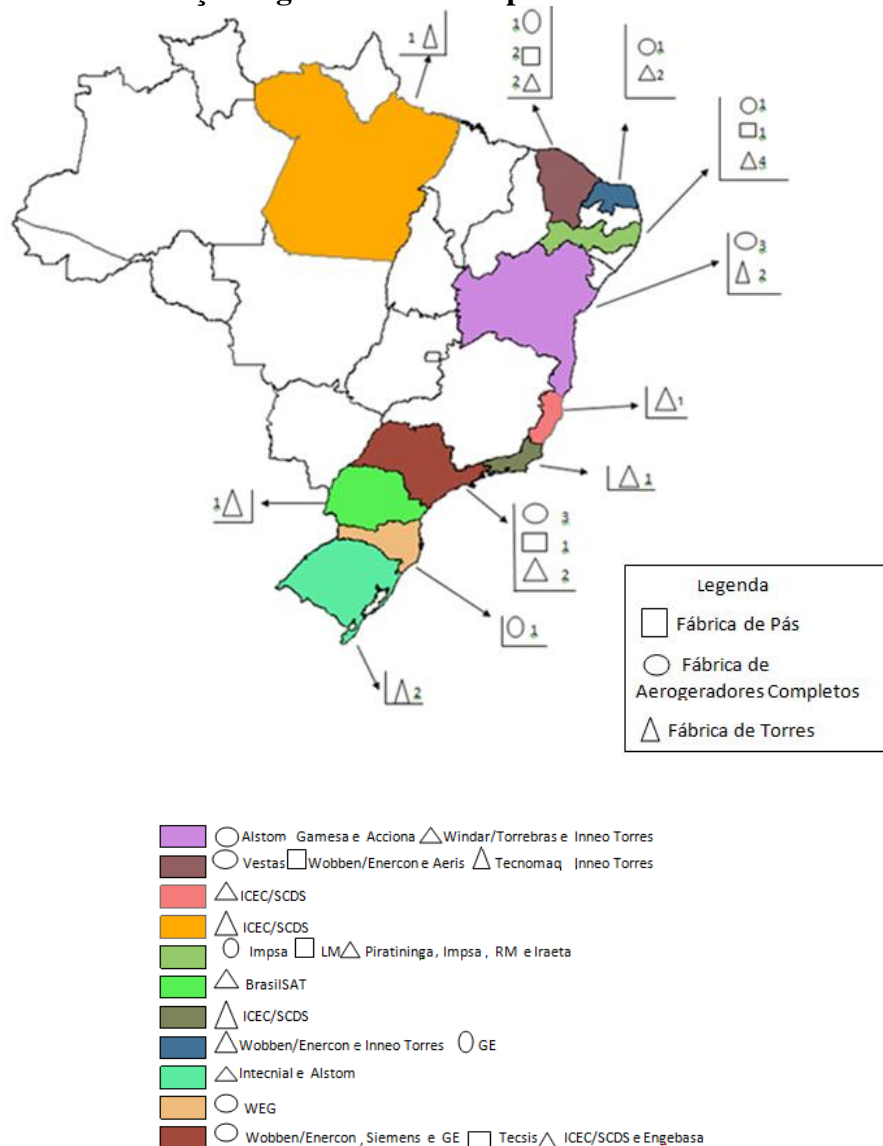 1
1
2
2
1
2
1
1
4
3
2
1
1
1
3
1
2
1
2
Legenda
Fábrica de Pás
Fábrica de
Aerogeradores Completos
Fábrica de Torres
Alstom Gamesa e Acciona Windar/Torrebras e Inneo Torres
Vestas Wobben/Enercon e Aeris Tecnomaq Inneo Torres
ICEC/SCDS
ICEC/SCDS
Impsa LM Piratininga, Impsa, RM e Iraeta
BrasilSAT
ICEC/SCDS
Wobben/Enercon e Inneo Torres GE
Intecnial e Alstom
WEG
Wobben/Enercon, Siemens e GE Tecsis ICEC/SCDS e Engebasa